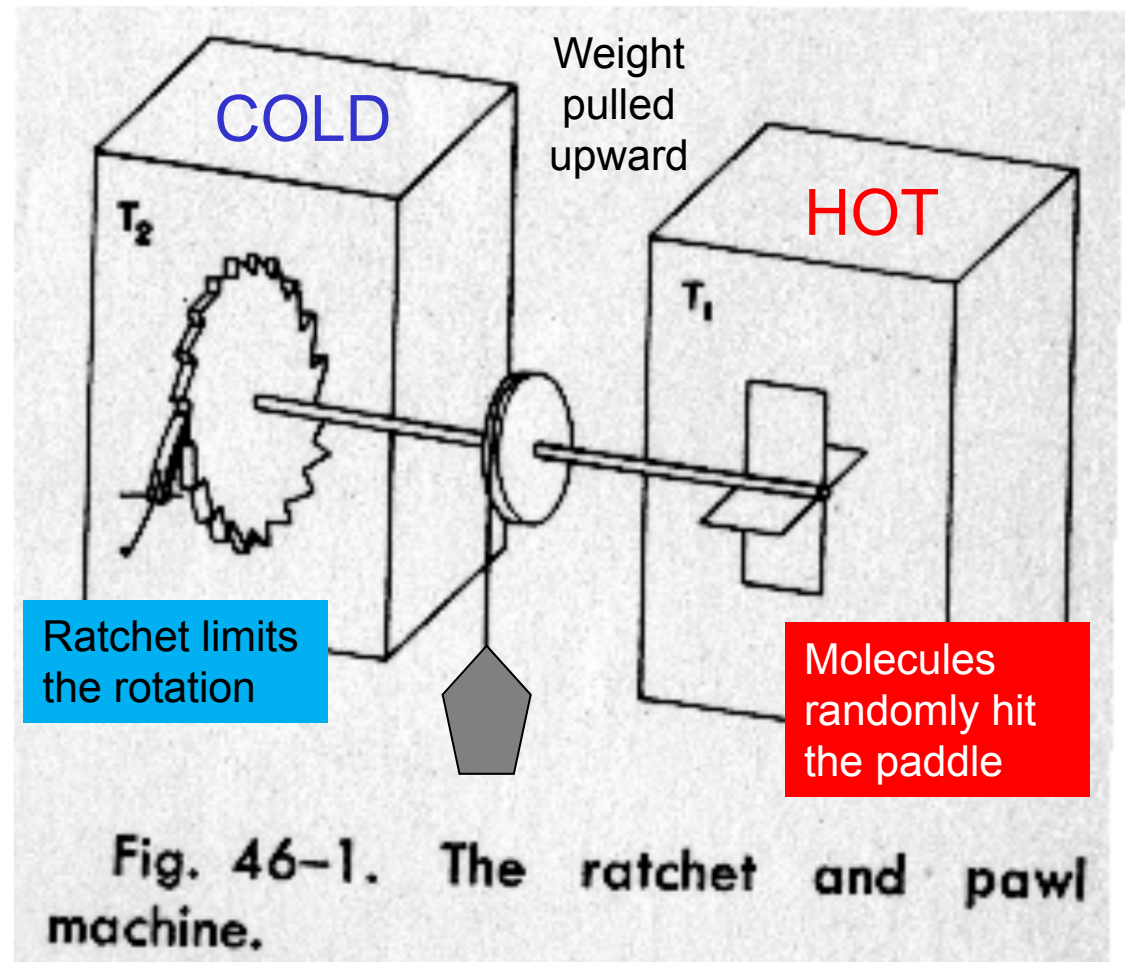 Weight
pulled
upward
COLD
HOT
T₂
T₁
Ratchet limits
the rotation
Molecules
randomly hit
the paddle
Fig. 46–1. The ratchet and pawl
machine.